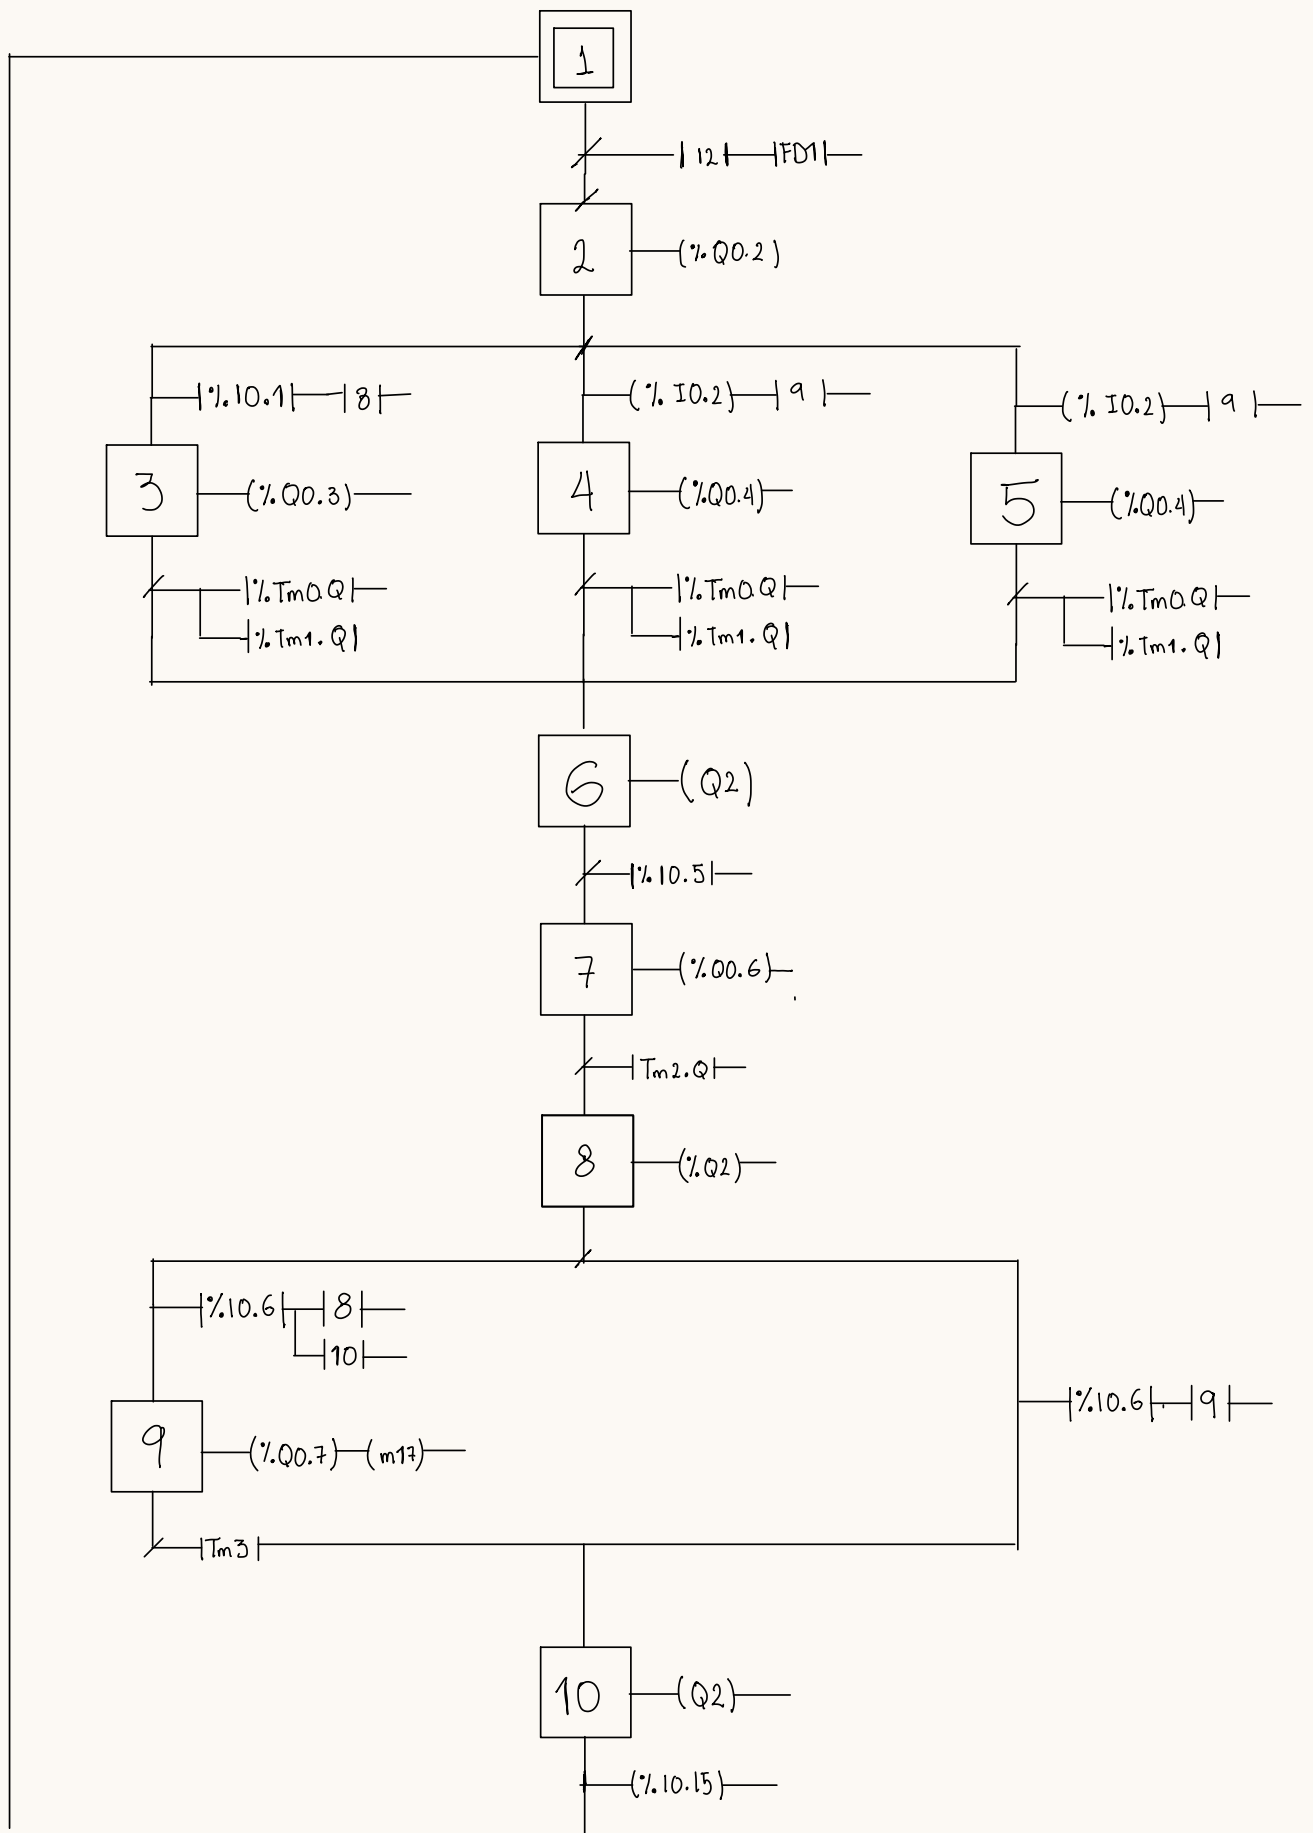 1
12 FD1
2 (%Q0.2)
%I0.1 8 (% I0.2) 9 (% I0.2) 9
3 (%Q0.3) 4 (%Q0.4) 5 (%Q0.4)
%Tm0.Q %Tm0.Q %Tm0.Q
%Tm1.Q %Tm1.Q %Tm1.Q
6 (Q2)
%I0.5
7 (%Q0.6)
Tm2.Q
8 (%Q2)
%I0.6 8
10
%I0.6 9
9 (%Q0.7) (m17)
Tm3
10 (Q2)
(%I0.15)